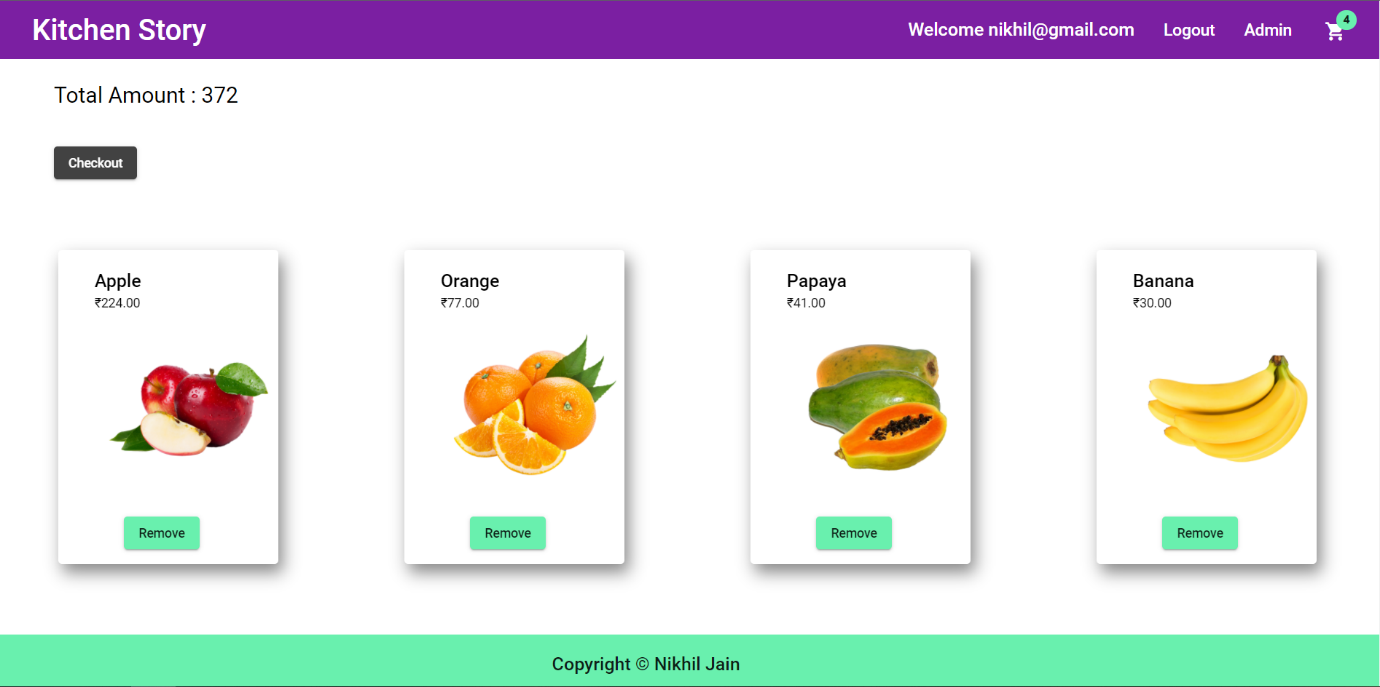 Kitchen Story
Welcome nikhil@gmail.com Logout Admin 4
Total Amount : 372
Checkout
Apple
₹224.00
Remove
Orange
₹77.00
Remove
Papaya
₹41.00
Remove
Banana
₹30.00
Remove
Copyright © Nikhil Jain